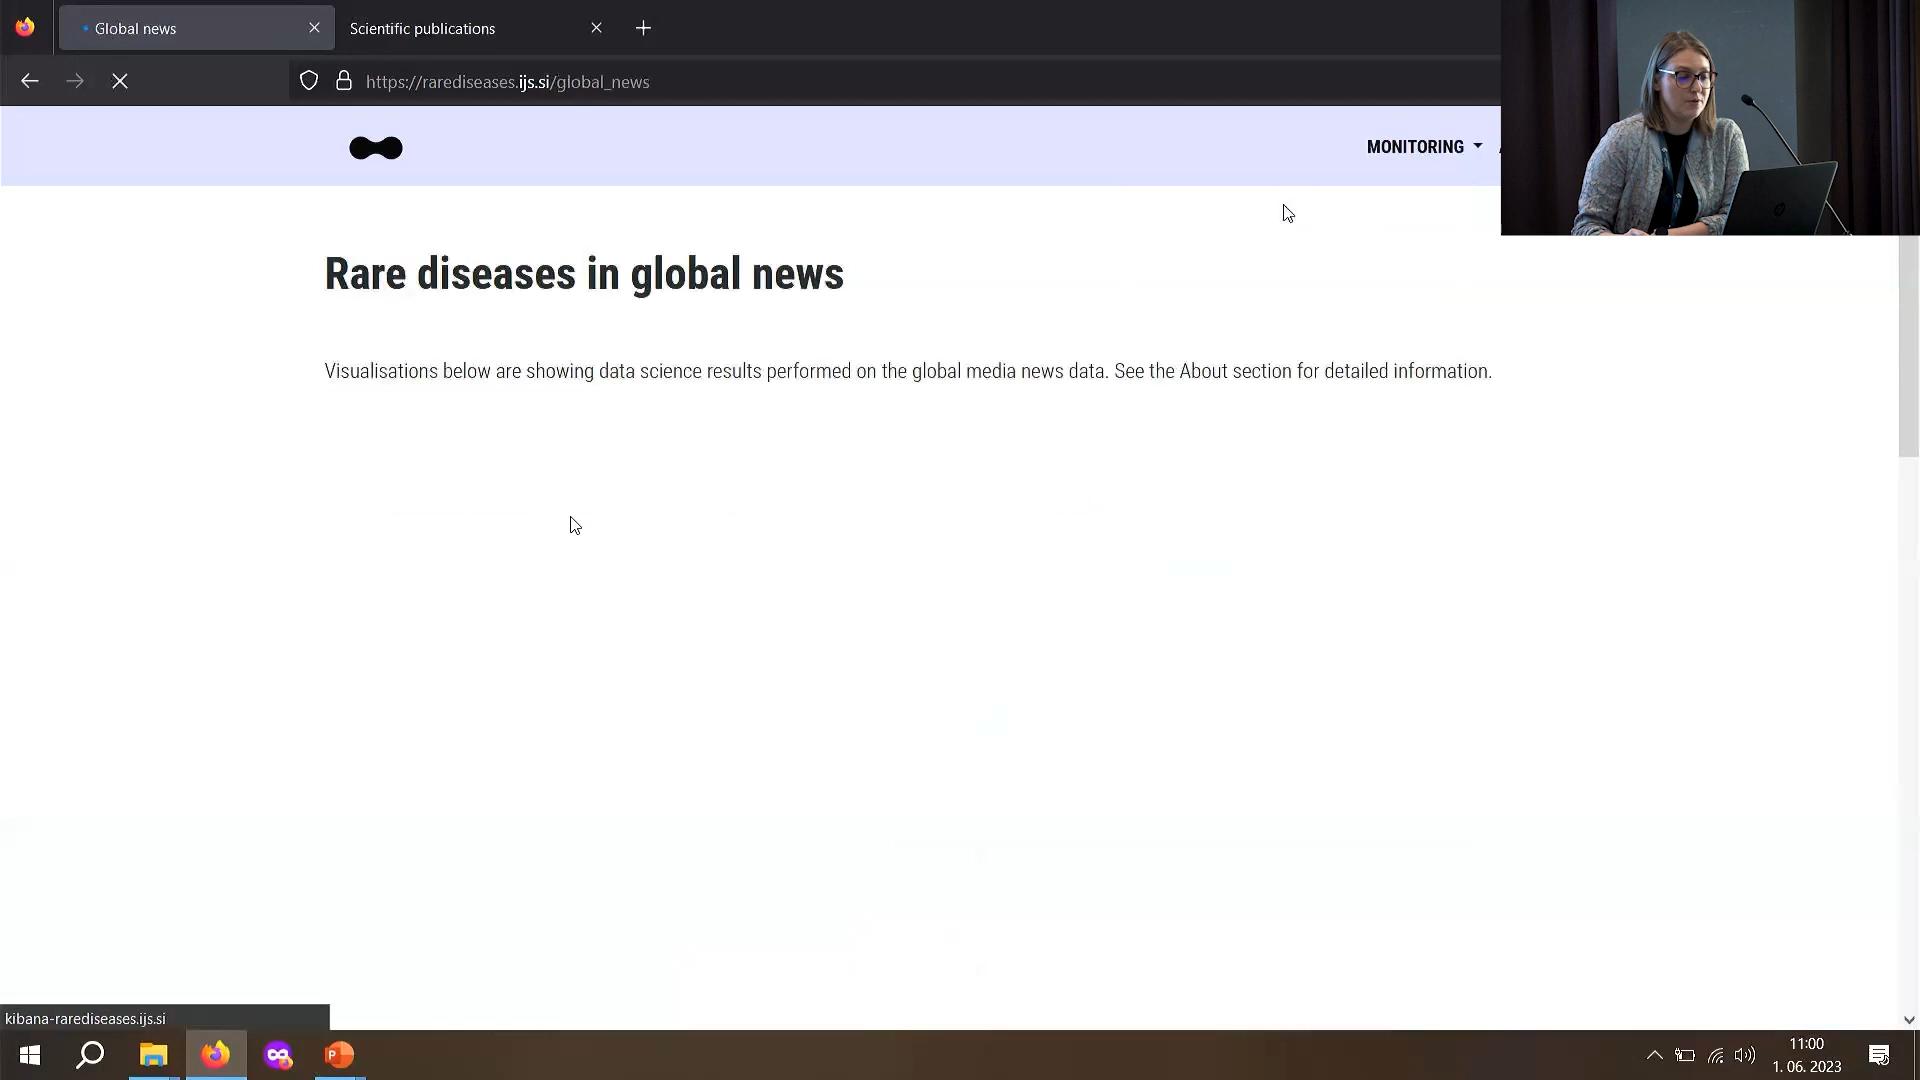 Global news
Scientific publications
https://rarediseases.ijs.si/global_news
MONITORING
Rare diseases in global news
Visualisations below are showing data science results performed on the global media news data. See the About section for detailed information.
kibana-rarediseases.ijs.si
11:00
1. 06. 2023